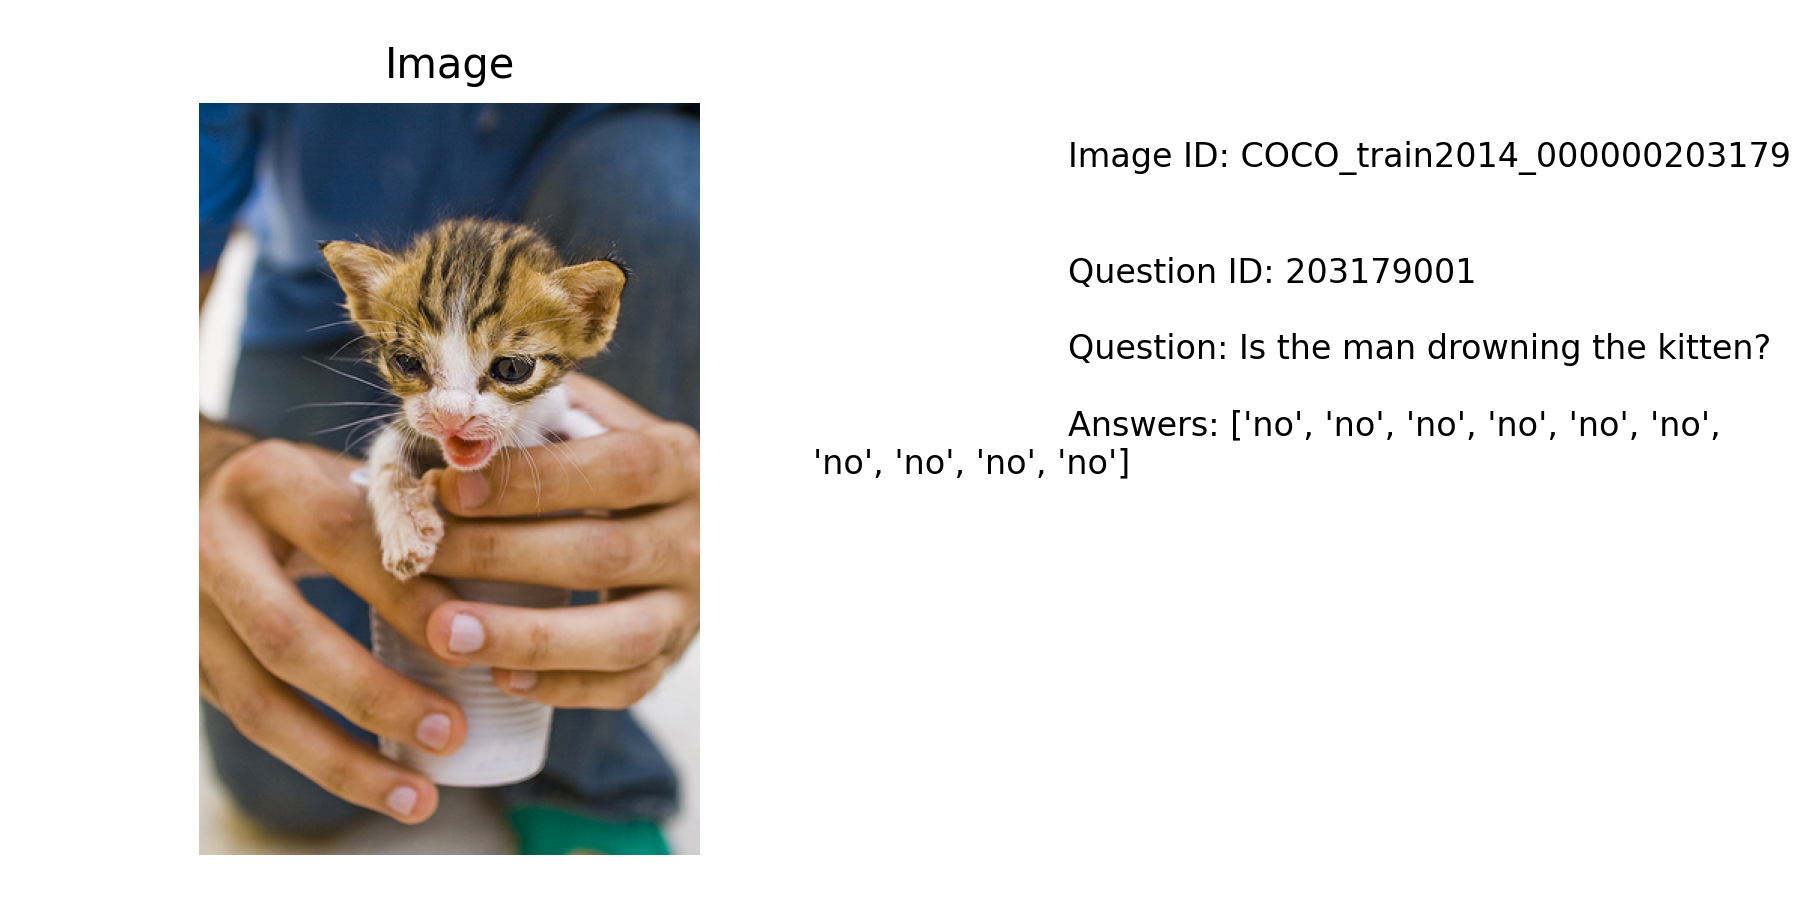 Image
Image ID: COCO_train2014_000000203179
Question ID: 203179001
Question: Is the man drowning the kitten?
Answers: ['no', 'no', 'no', 'no', 'no', 'no',
'no', 'no', 'no', 'no']